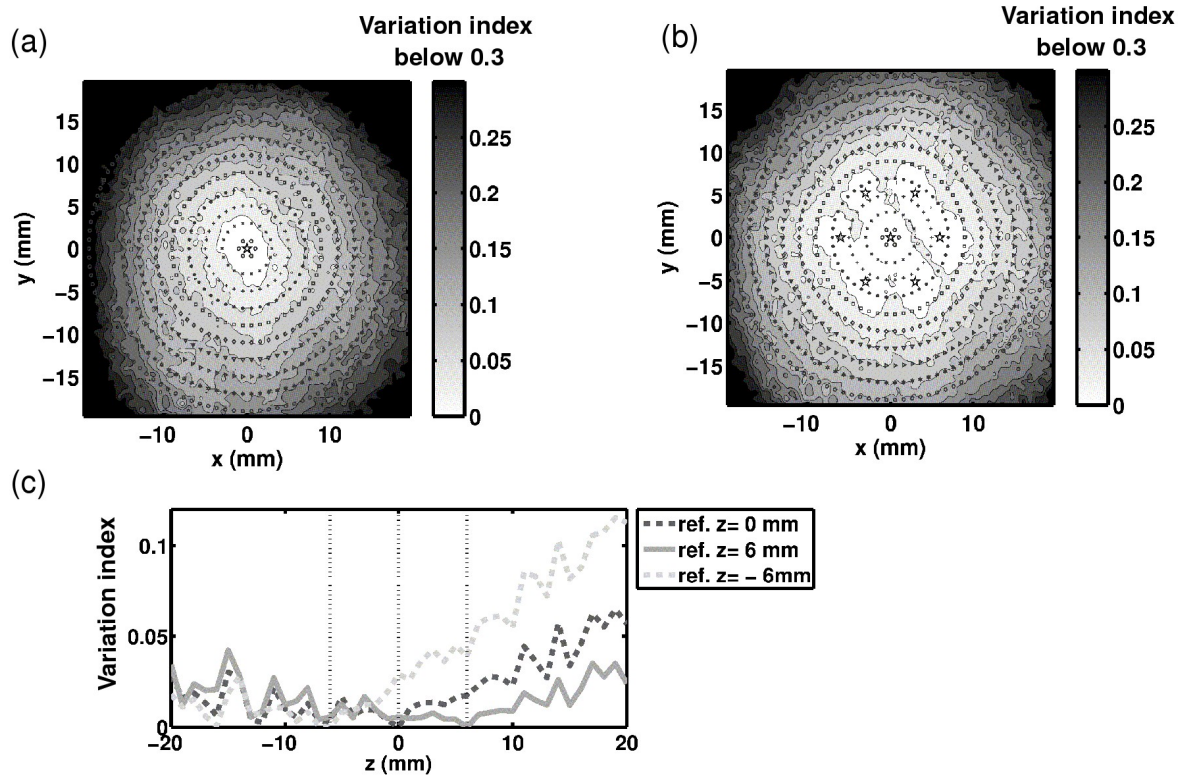 (a)
Variation index
below 0.3
15
10
5
0
−5
−10
−15
y (mm)
−10 0 10
x (mm)
0.25
0.2
0.15
0.1
0.05
0
(b)
Variation index
below 0.3
15
10
5
0
−5
−10
−15
y (mm)
−10 0 10
x (mm)
0.25
0.2
0.15
0.1
0.05
0
(c)
Variation index
0.1
0.05
0
−20 −10 0 10 20
z (mm)
ref. z= 0 mm
ref. z= 6 mm
ref. z= − 6mm